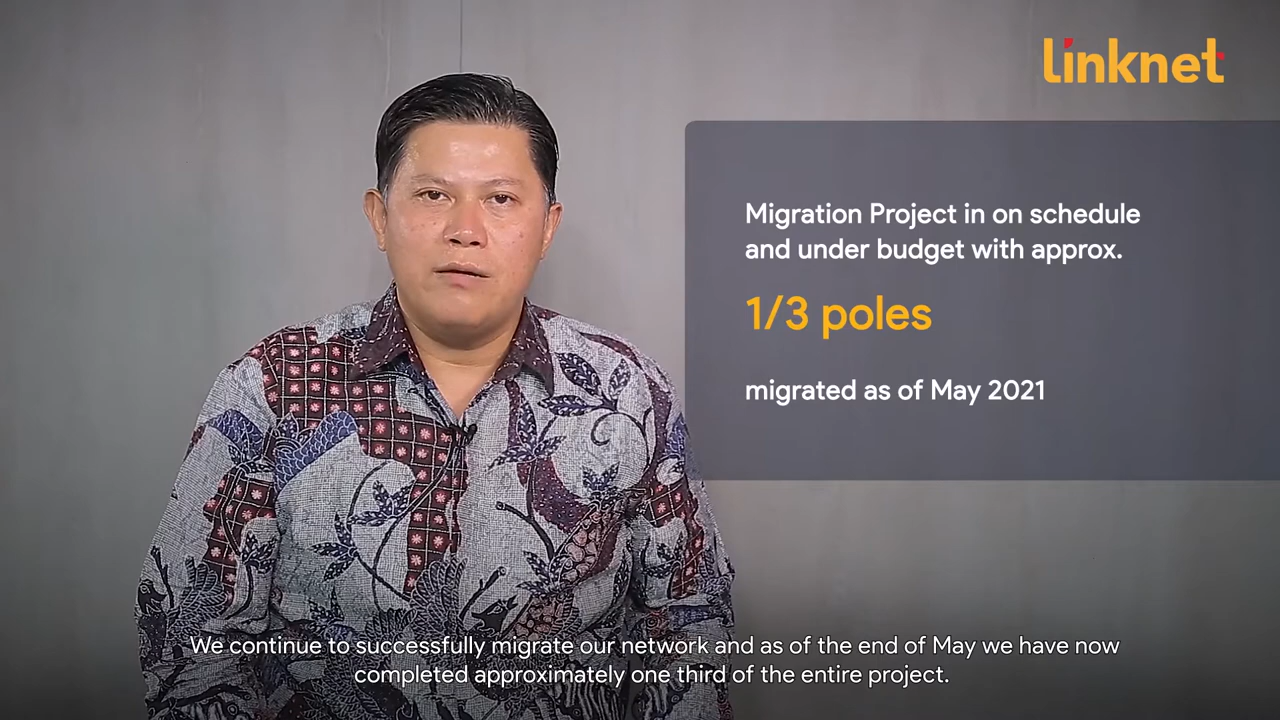 linknet
Migration Project in on schedule
and under budget with approx.
1/3 poles
migrated as of May 2021
We continue to successfully migrate our network and as of the end of May we have now
completed approximately one third of the entire project.